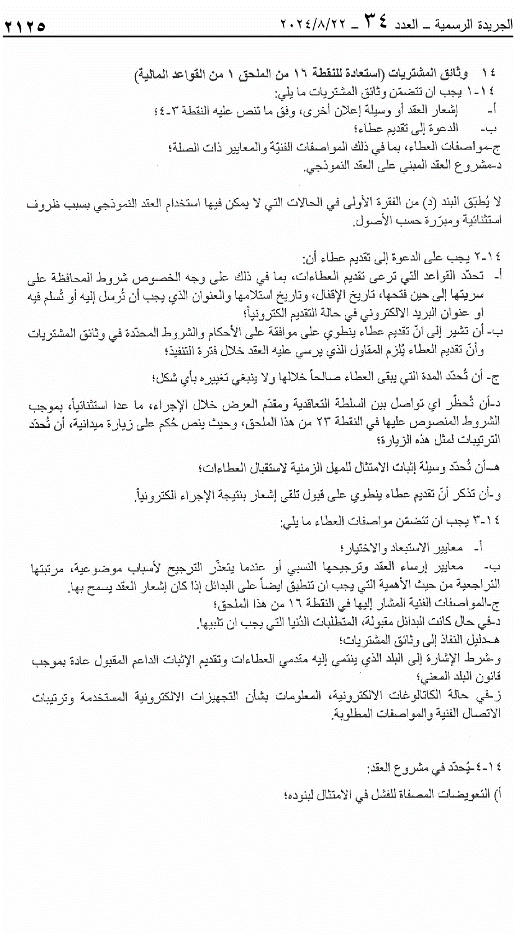 الجريدة الرسمية ــ العدد ٣٤ ــ ٢٠٢٤/٨/٢٢
٢١٢٥
١٤ وثائق المشتريات (استعادة للنقطة ١٦ من الملحق ١ من القواعد المالية)
١٤-١ يجب ان تتضمّن وثائق المشتريات ما يلي:
أ- إشعار العقد أو وسيلة إعلان أخرى، وفق ما تنص عليه النقطة ٣-٤؛
ب- الدعوة إلى تقديم عطاء؛
ج-مواصفات العطاء، بما في ذلك المواصفات الفنيّة والمعايير ذات الصلة؛
د-مشروع العقد المبني على العقد النموذجي.
لا يُطبّق البند (د) من الفقرة الأولى في الحالات التي لا يمكن فيها استخدام العقد النموذجي بسبب ظروف
استثنائية ومبرّرة حسب الأصول.
١٤-٢ يجب على الدعوة إلى تقديم عطاء أن:
أ- تحدّد القواعد التي ترعى تقديم العطاءات، بما في ذلك على وجه الخصوص شروط المحافظة على
سريتها إلى حين فتحها، تاريخ الإقفال، وتاريخ استلامها والعنوان الذي يجب أن تُرسل إليه أو تُسلم فيه
او عنوان البريد الالكتروني في حالة التقديم الكترونياً؛
ب- أن تشير إلى انّ تقديم عطاء ينطوي على موافقة على الأحكام والشروط المحدّدة في وثائق المشتريات
وأنّ تقديم العطاء يُلزم المقاول الذي يرسي عليه العقد خلال فترة التنفيذ؛
ج- أن تُحدّد المدة التي يبقى العطاء صالحاً خلالها ولا ينبغي تغييره بأي شكل؛
د-أن تُحظّر اي تواصل بين السلطة التعاقدية ومقدّم العرض خلال الإجراء، ما عدا استثنائياً، بموجب
الشروط المنصوص عليها في النقطة ٢٣ من هذا الملحق، وحيث ينص حُكم على زيارة ميدانية، أن تُحدّد
الترتيبات لمثل هذه الزيارة؛
هـ-أن تُحدّد وسيلة إثبات الامتثال للمهل الزمنية لاستقبال العطاءات؛
و-أن تذكر أنّ تقديم عطاء ينطوي على قبول تلقى إشعار بنتيجة الإجراء الكترونياً.
١٤-٣ يجب ان تتضمّن مواصفات العطاء ما يلي:
أ- معايير الاستبعاد والاختيار؛
ب- معايير إرساء العقد وترجيحها النسبي أو عندما يتعذّر الترجيح لأسباب موضوعية، مرتبتها
التراجعية من حيث الأهمية التي يجب ان تنطبق ايضاً على البدائل إذا كان إشعار العقد يسمح بها.
ج-المواصفات الفنية المشار إليها في النقطة ١٦ من هذا الملحق؛
د-في حال كانت البدائل مقبولة، المتطلبات الدُنيا التي يجب ان تلبيها.
هـ-دليل النفاذ إلى وثائق المشتريات؛
و-شرط الإشارة إلى البلد الذي ينتمى إليه متدمي العطاءات وتقديم الإثبات الداعم المقبول عادة بموجب
قانون البلد المعني؛
ز-في حالة الكاتالوغات الالكترونية، المعلومات بشأن التجهيزات الالكترونية المستخدمة وترتيبات
الاتصال الفنية والمواصفات المطلوبة.
١٤-٤-يُحدّد في مشروع العقد:
أ) التعويضات المصفاة للفشل في الامتثال لبنوده؛